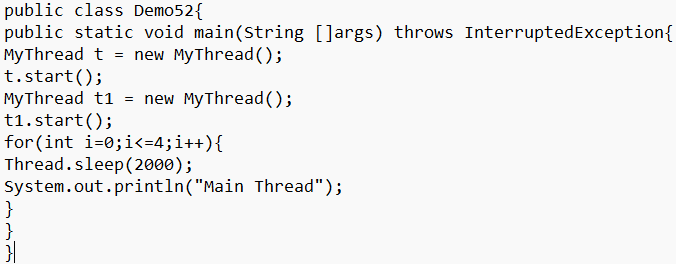 public class Demo52{
public static void main(String []args) throws InterruptedException{
MyThread t = new MyThread();
t.start();
MyThread t1 = new MyThread();
t1.start();
for(int i=0;i<=4;i++){
Thread.sleep(2000);
System.out.println("Main Thread");
}
}
}